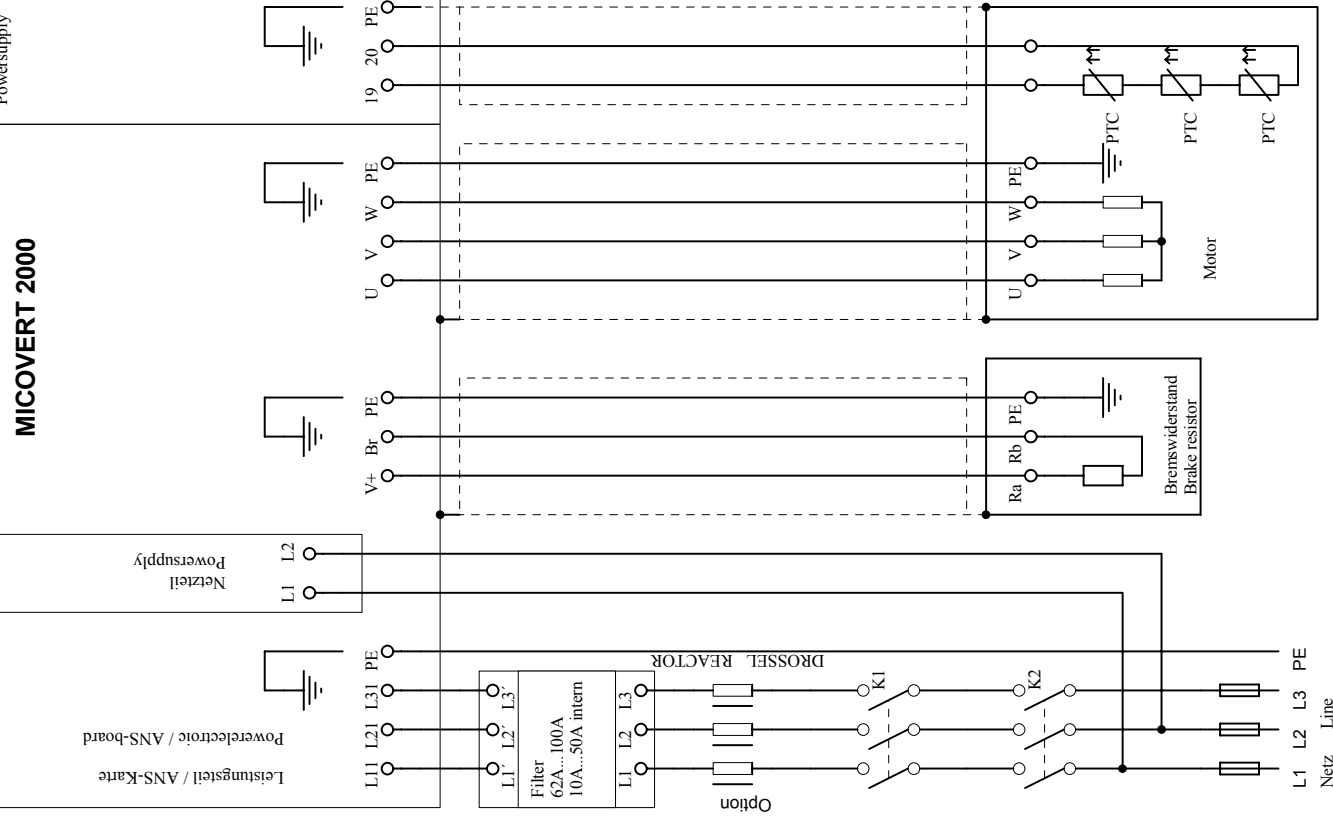 Powersupply
19 20 PE
PTC
PTC
PTC
MICOVERT 2000
U V W PE
U V W PE
Motor
V+ Br PE
Ra Rb PE
Bremswiderstand
Brake resistor
Netzteil
Powersupply
L1 L2
Leistungsteil / ANS-Karte
Powerelectroic / ANS-board
L11 L21 L31 PE
L1´ L2´ L3´
Filter
62A...100A
10A...50A intern
L1 L2 L3
DROSSEL REACTOR
Option
K1
K2
L1 L2 L3 PE
Netz Line